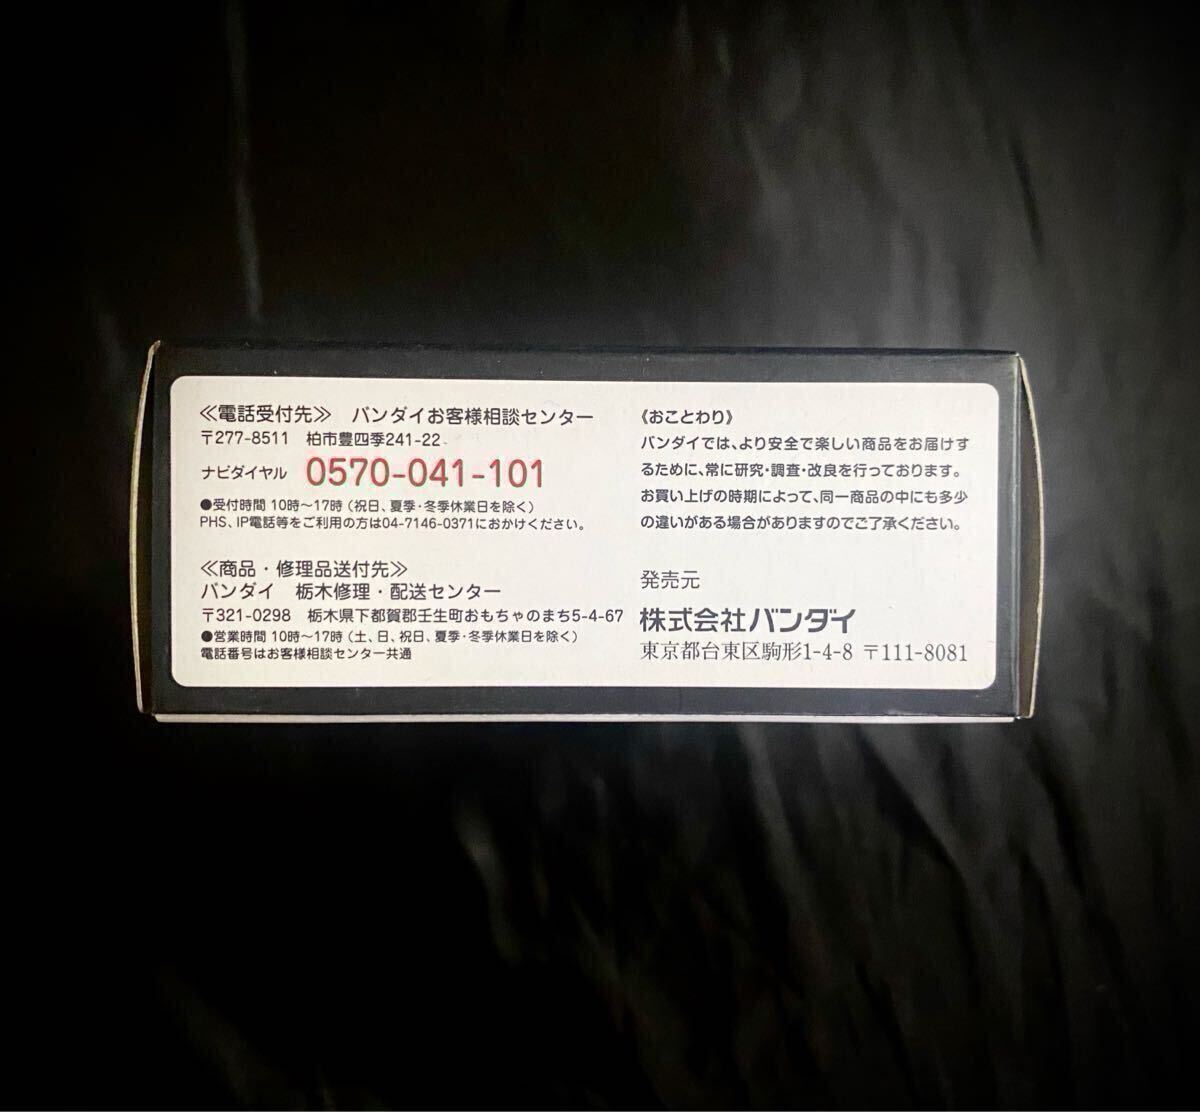 ≪電話受付先≫ バンダイお客様相談センター
〒277-8511 柏市豊四季241-22
ナビダイヤル 0570-041-101
●受付時間 10時～17時（祝日、夏季・冬季休業日を除く）
PHS、IP電話等をご利用の方は04-7146-0371におかけください。
≪商品・修理品送付先≫
バンダイ 栃木修理・配送センター
〒321-0298 栃木県下都賀郡壬生町おもちゃのまち5-4-67
●営業時間 10時～17時（土、日、祝日、夏季・冬季休業日を除く）
電話番号はお客様相談センター共通
《おことわり》
バンダイでは、より安全で楽しい商品をお届けす
るために、常に研究・調査・改良を行っております。
お買い上げの時期によって、同一商品の中にも多少
の違いがある場合がありますのでご了承ください。
発売元
株式会社バンダイ
東京都台東区駒形1-4-8 〒111-8081